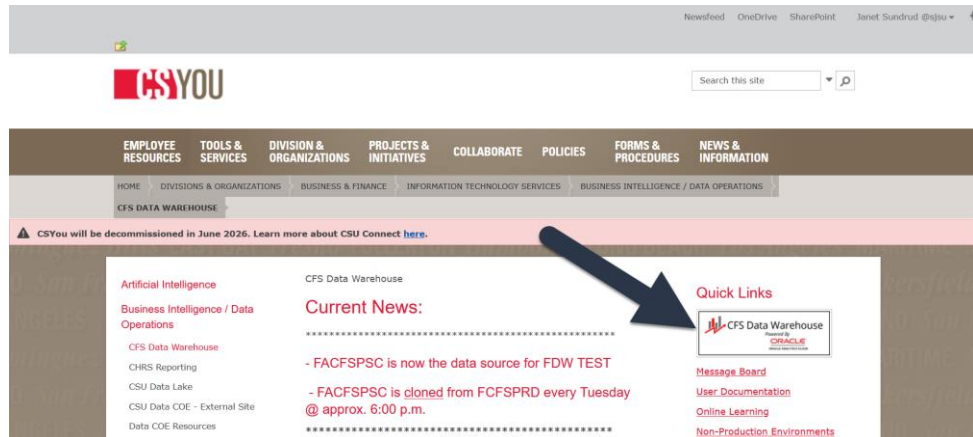 Newsfeed OneDrive SharePoint Janet Sundrud @sjsu
CSYOU
Search this site
EMPLOYEE RESOURCES
TOOLS & SERVICES
DIVISION & ORGANIZATIONS
PROJECTS & INITIATIVES
COLLABORATE
POLICIES
FORMS & PROCEDURES
NEWS & INFORMATION
HOME DIVISIONS & ORGANIZATIONS BUSINESS & FINANCE INFORMATION TECHNOLOGY SERVICES BUSINESS INTELLIGENCE / DATA OPERATIONS
CFS DATA WAREHOUSE
CSYou will be decommissioned in June 2026. Learn more about CSU Connect here.
Artificial Intelligence
Business Intelligence / Data
Operations
CFS Data Warehouse
CHRS Reporting
CSU Data Lake
CSU Data COE - External Site
Data COE Resources
CFS Data Warehouse
Current News:
*****************************************************
- FACFSPSC is now the data source for FDW TEST
- FACFSPSC is cloned from FCFSPRD every Tuesday
@ approx. 6:00 p.m.
*****************************************************
Quick Links
CFS Data Warehouse
Powered By
ORACLE
Message Board
User Documentation
Online Learning
Non-Production Environments